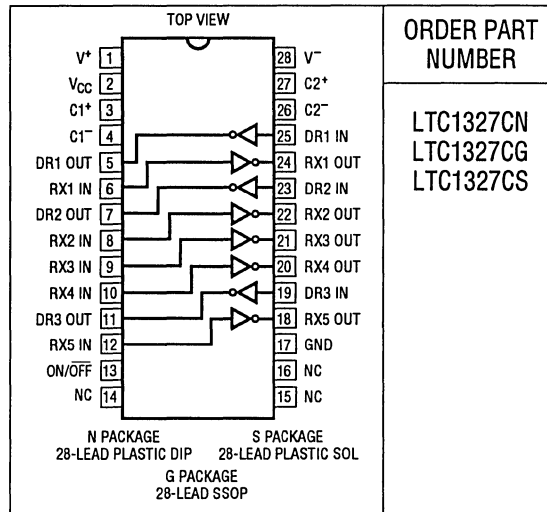 TOP VIEW
ORDER PART
NUMBER
V+ 1
28 V−
VCC 2
27 C2+
C1+ 3
26 C2−
C1− 4
25 DR1 IN
DR1 OUT 5
24 RX1 OUT
RX1 IN 6
23 DR2 IN
DR2 OUT 7
22 RX2 OUT
RX2 IN 8
21 RX3 OUT
RX3 IN 9
20 RX4 OUT
RX4 IN 10
19 DR3 IN
DR3 OUT 11
18 RX5 OUT
RX5 IN 12
17 GND
ON/O̅F̅F̅ 13
16 NC
NC 14
15 NC
N PACKAGE
28-LEAD PLASTIC DIP
S PACKAGE
28-LEAD PLASTIC SOL
G PACKAGE
28-LEAD SSOP
LTC1327CN
LTC1327CG
LTC1327CS